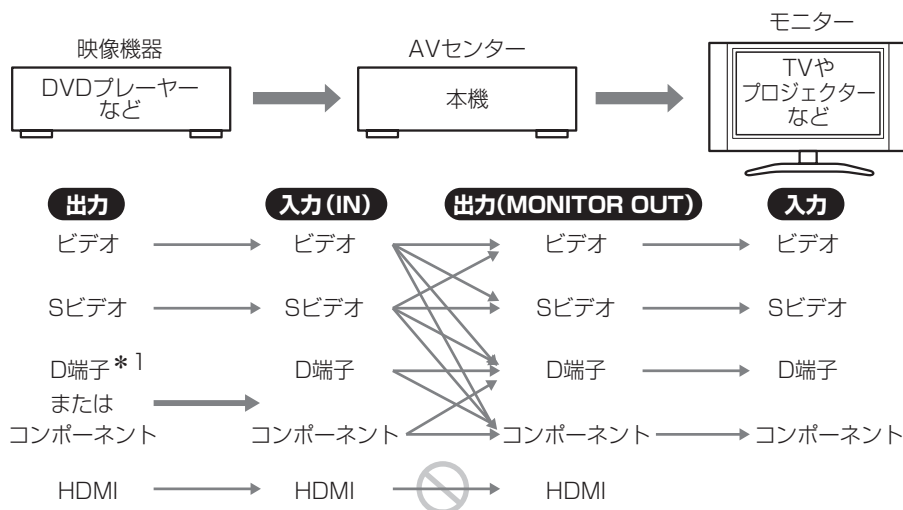 映像機器
AVセンター
モニター
DVDプレーヤー
など
本機
TVや
プロジェクター
など
出力
入力(IN)
出力(MONITOR OUT)
入力
ビデオ
ビデオ
ビデオ
ビデオ
Sビデオ
Sビデオ
Sビデオ
Sビデオ
D端子*1
または
コンポーネント
D端子
コンポーネント
D端子
コンポーネント
D端子
コンポーネント
HDMI
HDMI
HDMI